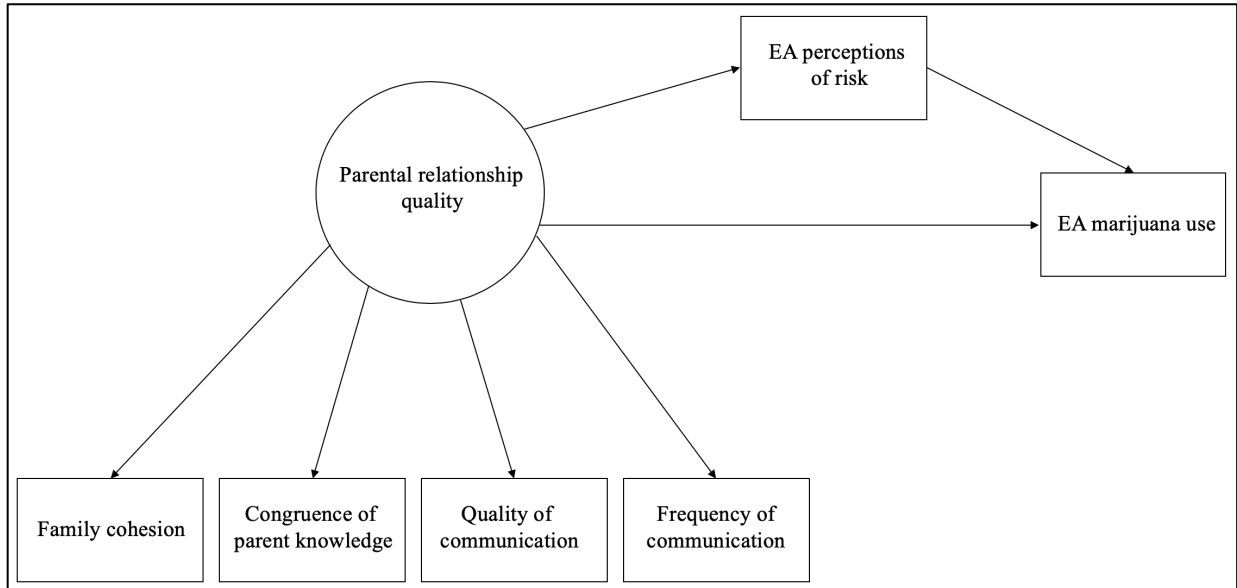 EA perceptions
of risk
Parental relationship
quality
EA marijuana use
Family cohesion
Congruence of
parent knowledge
Quality of
communication
Frequency of
communication